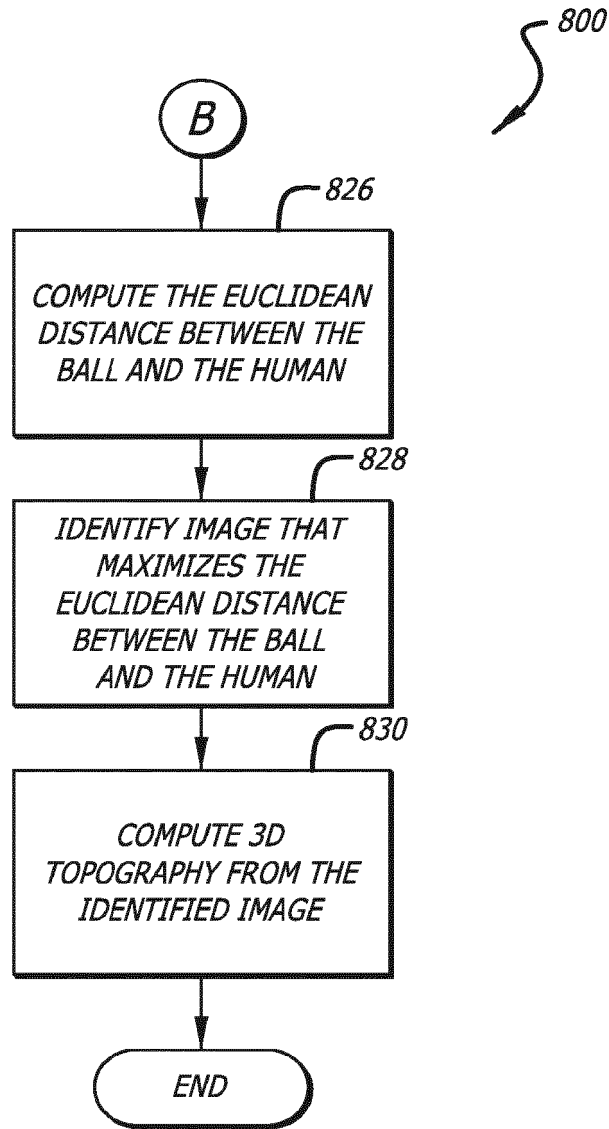 800
B
826
COMPUTE THE EUCLIDEAN
DISTANCE BETWEEN THE
BALL AND THE HUMAN
828
IDENTIFY IMAGE THAT
MAXIMIZES THE
EUCLIDEAN DISTANCE
BETWEEN THE BALL
AND THE HUMAN
830
COMPUTE 3D
TOPOGRAPHY FROM THE
IDENTIFIED IMAGE
END